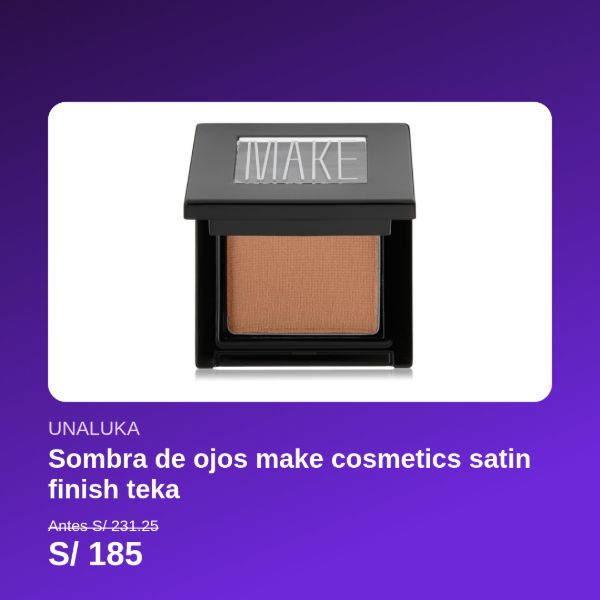 MAKE
UNALUKA
Sombra de ojos make cosmetics satin
finish teka
Antes S/ 231.25
S/ 185